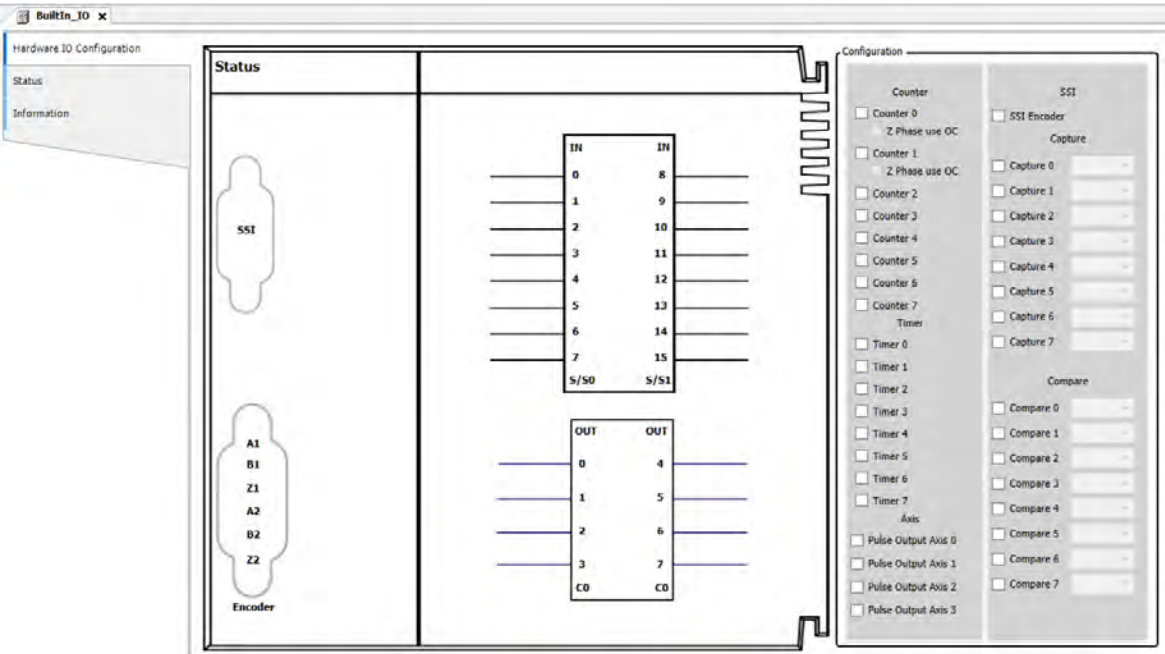 BuiltIn_IO x
Hardware IO Configuration
Status
Information
Status
SSI
A1
B1
Z1
A2
B2
Z2
Encoder
IN IN
0 8
1 9
2 10
3 11
4 12
5 13
6 14
7 15
S/S0 S/S1
OUT OUT
0 4
1 5
2 6
3 7
C0 C0
Configuration
Counter
Counter 0
Z Phase use OC
Counter 1
Z Phase use OC
Counter 2
Counter 3
Counter 4
Counter 5
Counter 6
Counter 7
Timer
Timer 0
Timer 1
Timer 2
Timer 3
Timer 4
Timer 5
Timer 6
Timer 7
Axis
Pulse Output Axis 0
Pulse Output Axis 1
Pulse Output Axis 2
Pulse Output Axis 3
SSI
SSI Encoder
Capture
Capture 0
Capture 1
Capture 2
Capture 3
Capture 4
Capture 5
Capture 6
Capture 7
Compare
Compare 0
Compare 1
Compare 2
Compare 3
Compare 4
Compare 5
Compare 6
Compare 7